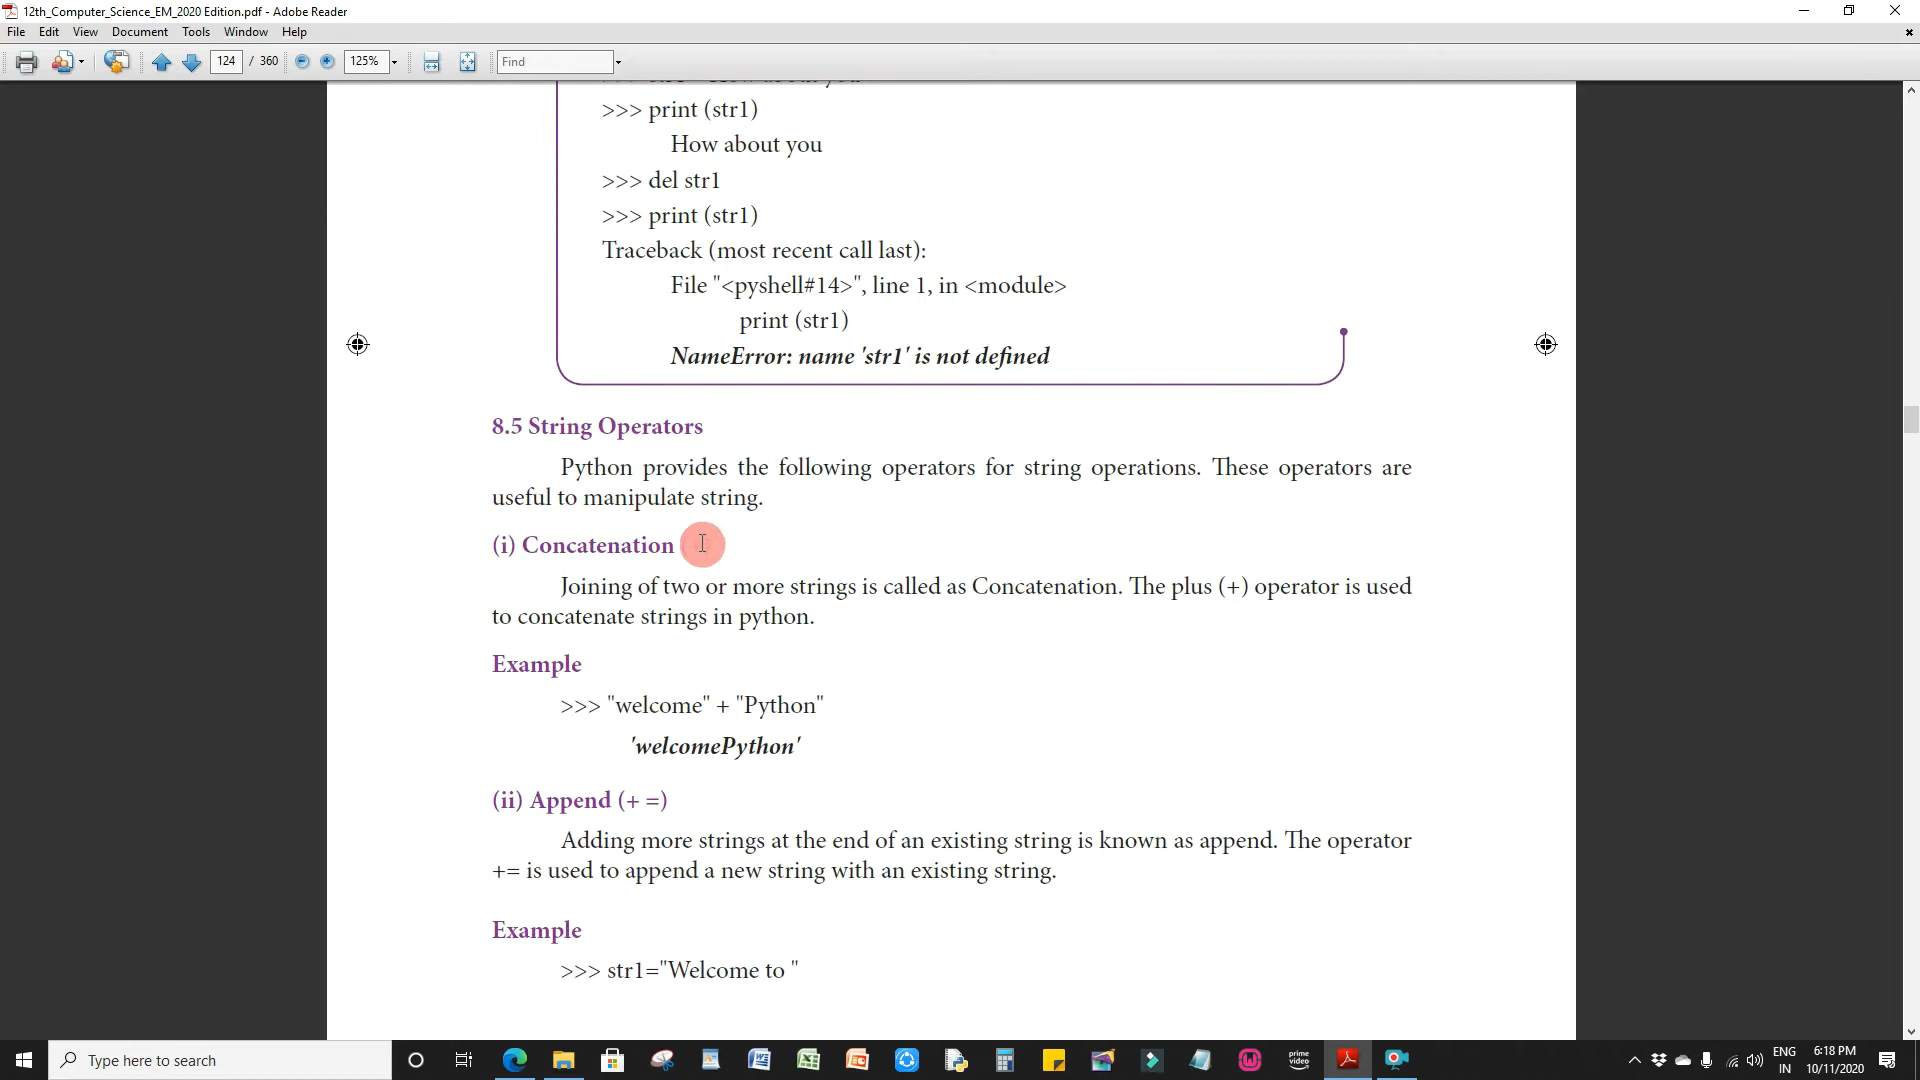 12th_Computer_Science_EM_2020 Edition.pdf - Adobe Reader
File Edit View Document Tools Window Help
124 / 360 125% Find
>>> print (str1)
How about you
>>> del str1
>>> print (str1)
Traceback (most recent call last):
File "<pyshell#14>", line 1, in <module>
print (str1)
NameError: name 'str1' is not defined
8.5 String Operators
Python provides the following operators for string operations. These operators are
useful to manipulate string.
(i) Concatenation
Joining of two or more strings is called as Concatenation. The plus (+) operator is used
to concatenate strings in python.
Example
>>> "welcome" + "Python"
'welcomePython'
(ii) Append (+ =)
Adding more strings at the end of an existing string is known as append. The operator
+= is used to append a new string with an existing string.
Example
>>> str1="Welcome to "
Type here to search
prime video
ENG 6:18 PM
IN 10/11/2020